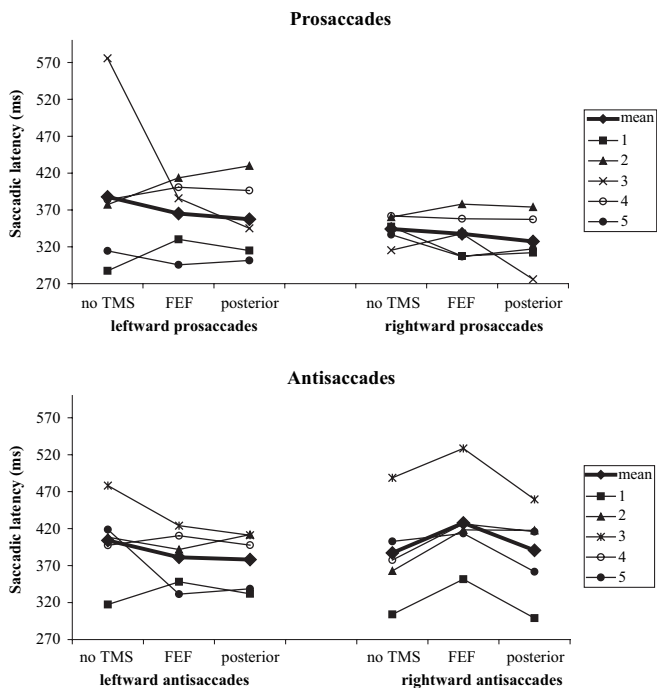 Prosaccades
Saccadic latency (ms)
570
520
470
420
370
320
270
no TMS FEF posterior no TMS FEF posterior
leftward prosaccades rightward prosaccades
mean
1
2
3
4
5
Antisaccades
Saccadic latency (ms)
570
520
470
420
370
320
270
no TMS FEF posterior no TMS FEF posterior
leftward antisaccades rightward antisaccades
mean
1
2
3
4
5